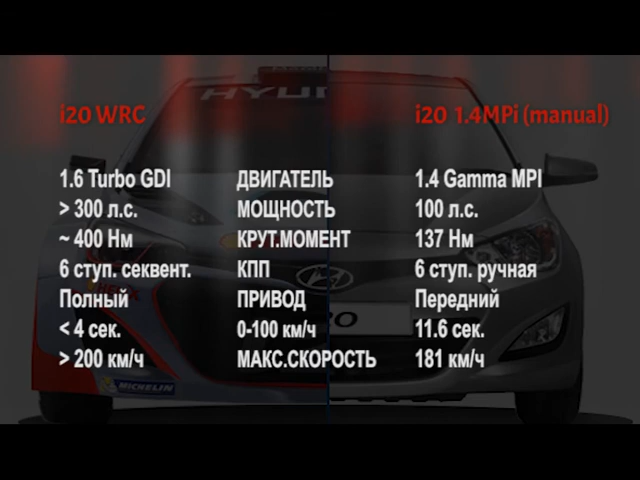 HYUN
i20 WRC i20 1.4MPi (manual)
1.6 Turbo GDI ДВИГАТЕЛЬ 1.4 Gamma MPI
> 300 л.с. МОЩНОСТЬ 100 л.с.
~ 400 Нм КРУТ.МОМЕНТ 137 Нм
6 ступ. секвент. КПП 6 ступ. ручная
Полный ПРИВОД Передний
< 4 сек. 0-100 км/ч 11.6 сек.
> 200 км/ч МАКС.СКОРОСТЬ 181 км/ч
MICHELIN